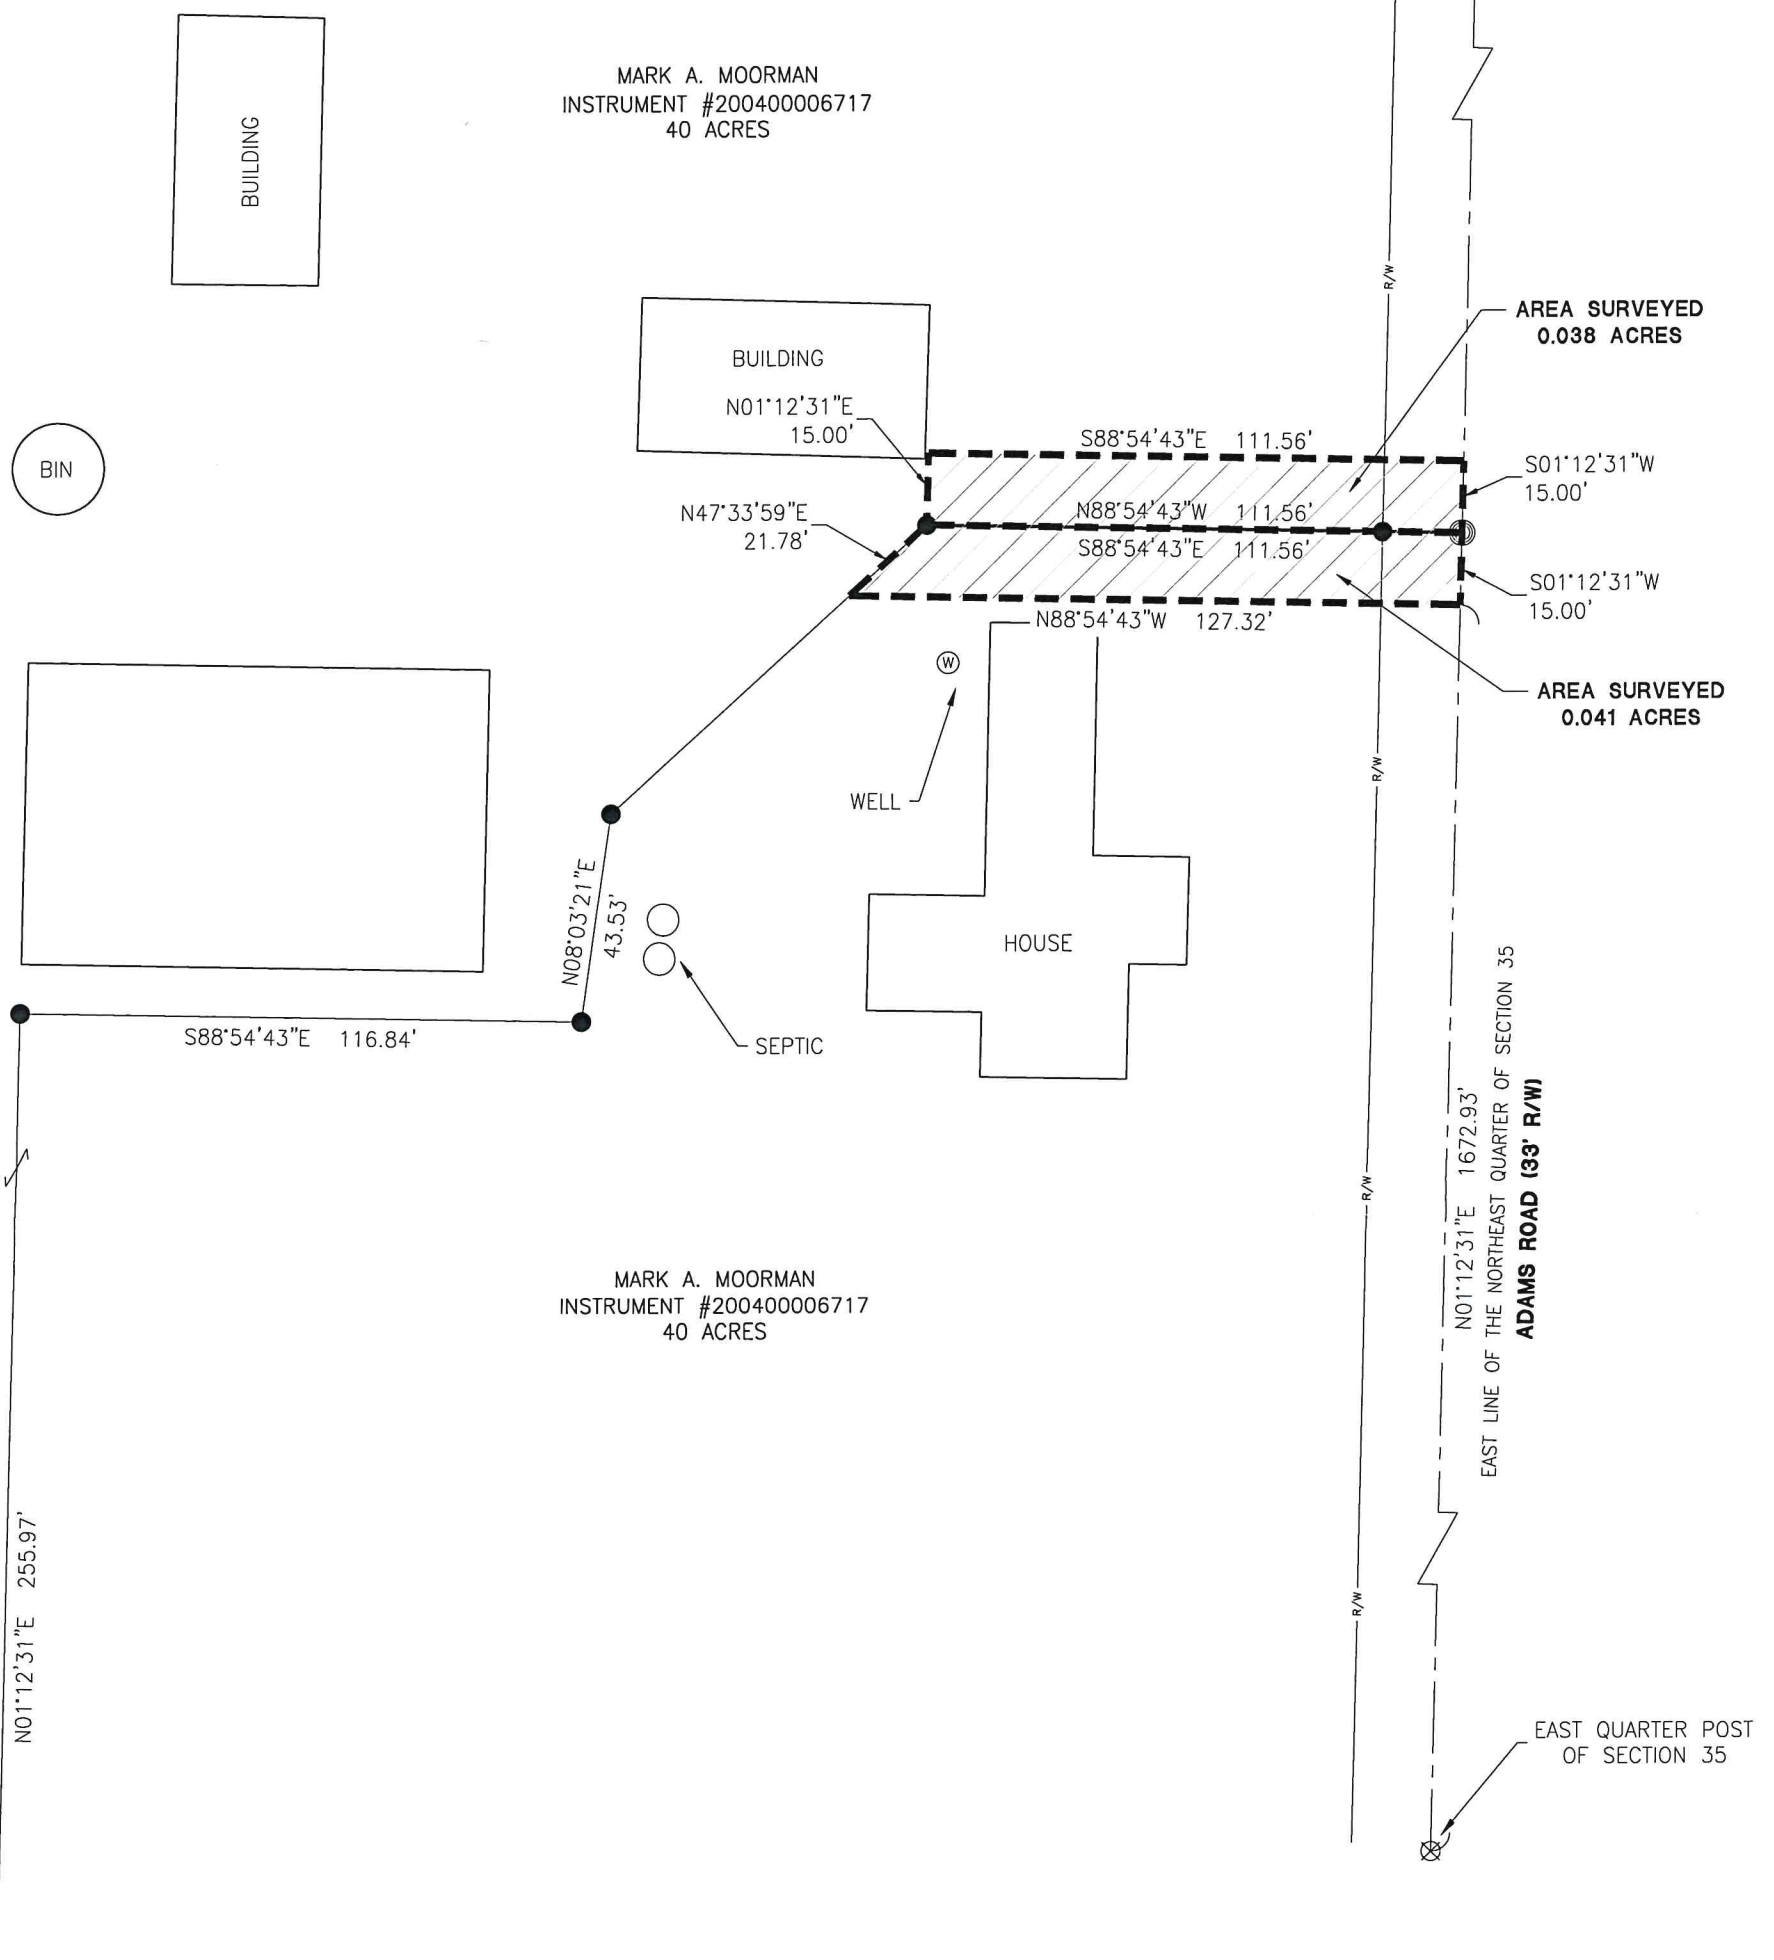 MARK A. MOORMAN
INSTRUMENT #200400006717
40 ACRES
BUILDING
R/W
AREA SURVEYED
0.038 ACRES
BUILDING
N01°12'31"E
15.00'
S88°54'43"E 111.56'
BIN
S01°12'31"W
15.00'
N47°33'59"E
21.78'
N88°54'43"W 111.56'
S88°54'43"E 111.56'
S01°12'31"W
15.00'
N88°54'43"W 127.32'
W
AREA SURVEYED
0.041 ACRES
R/W
WELL
N08°03'21"E
43.53'
HOUSE
S88°54'43"E 116.84'
SEPTIC
N01°12'31"E 1672.93'
EAST LINE OF THE NORTHEAST QUARTER OF SECTION 35
ADAMS ROAD (33' R/W)
R/W
MARK A. MOORMAN
INSTRUMENT #200400006717
40 ACRES
N01°12'31"E 255.97'
R/W
EAST QUARTER POST
OF SECTION 35